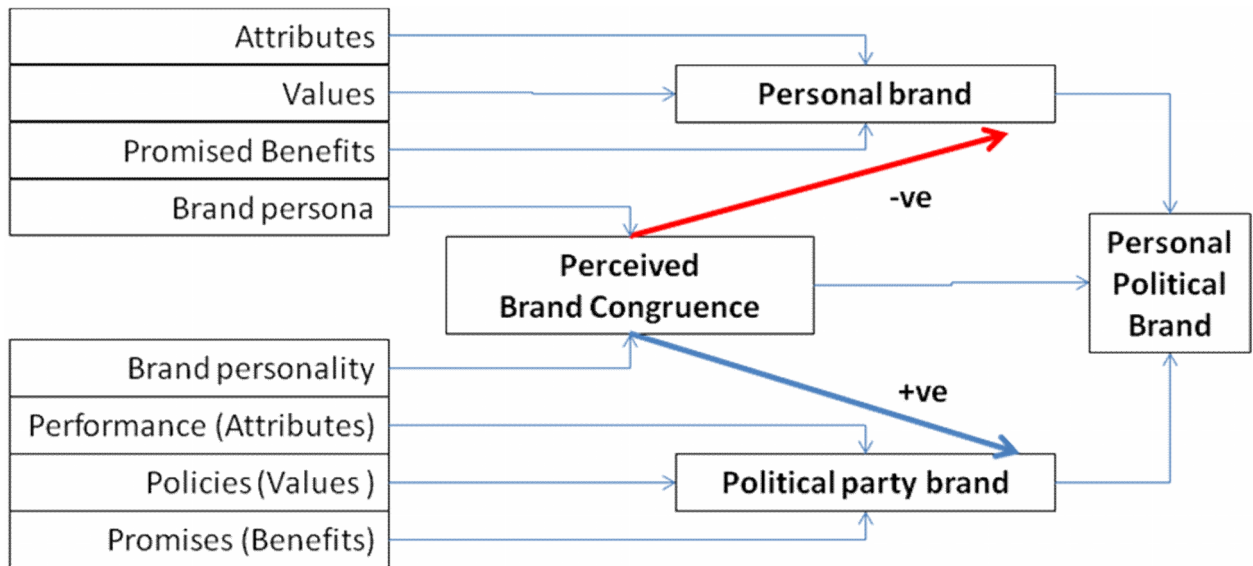 Attributes
Values
Promised Benefits
Brand persona
Personal brand
-ve
Perceived
Brand Congruence
Personal
Political
Brand
Brand personality
Performance (Attributes)
Policies (Values )
Promises (Benefits)
+ve
Political party brand